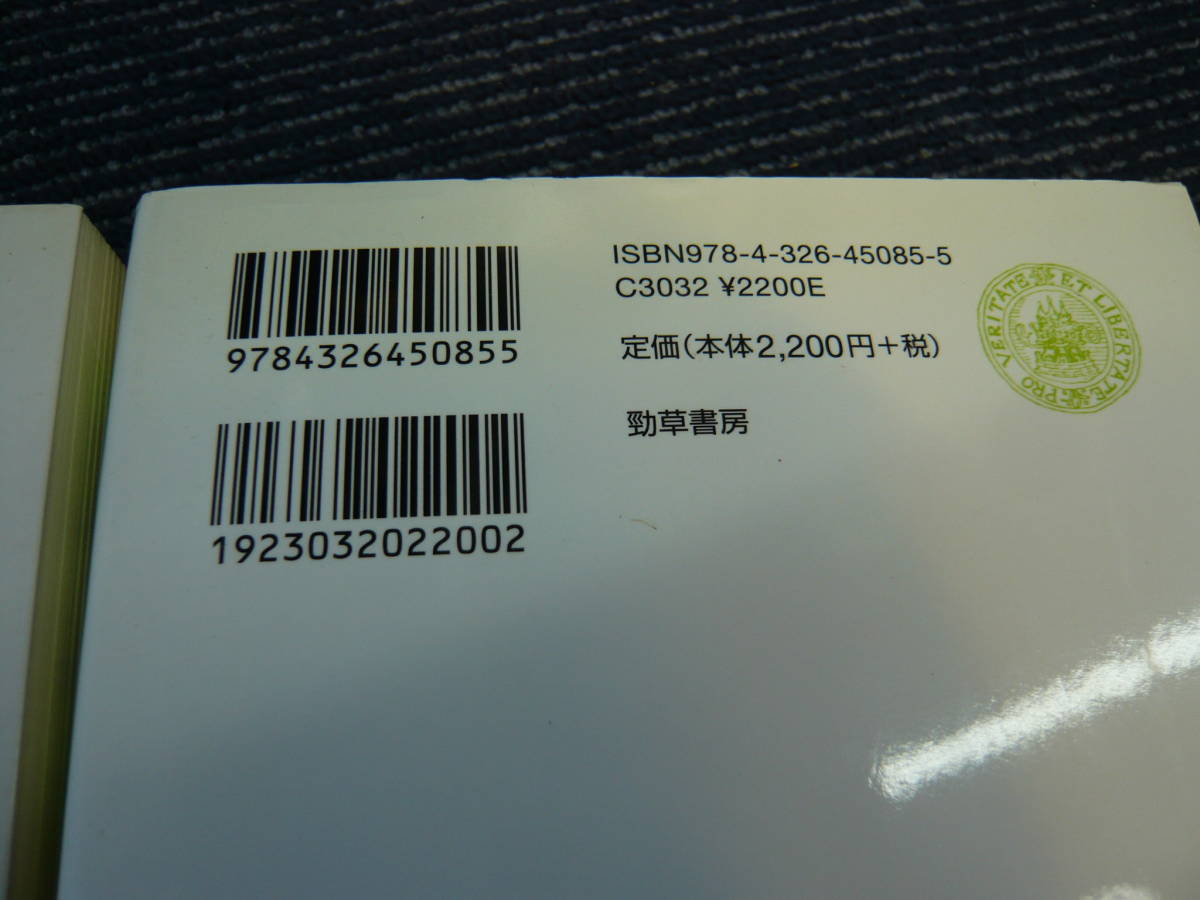 9784326450855
1923032022002
ISBN978-4-326-45085-5
C3032 ¥2200E
定価(本体2,200円+税)
勁草書房
PRO VERITATE ET LIBERTATE